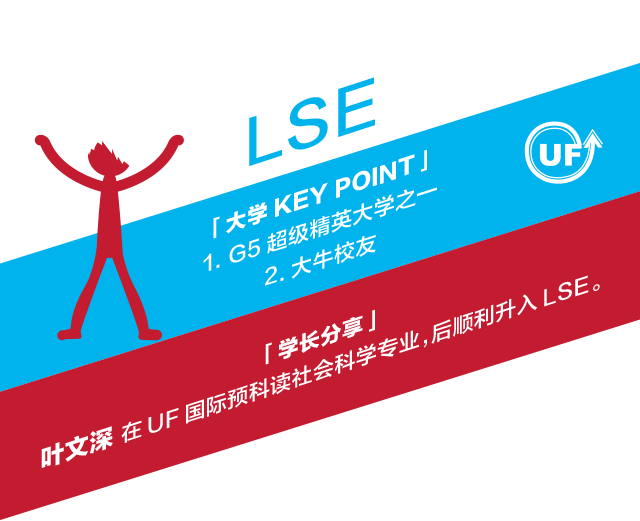 LSE
「大学 KEY POINT」
1. G5 超级精英大学之一
2. 大牛校友
UF
「学长分享」
叶文深 在 UF 国际预科读社会科学专业，后顺利升入 LSE。